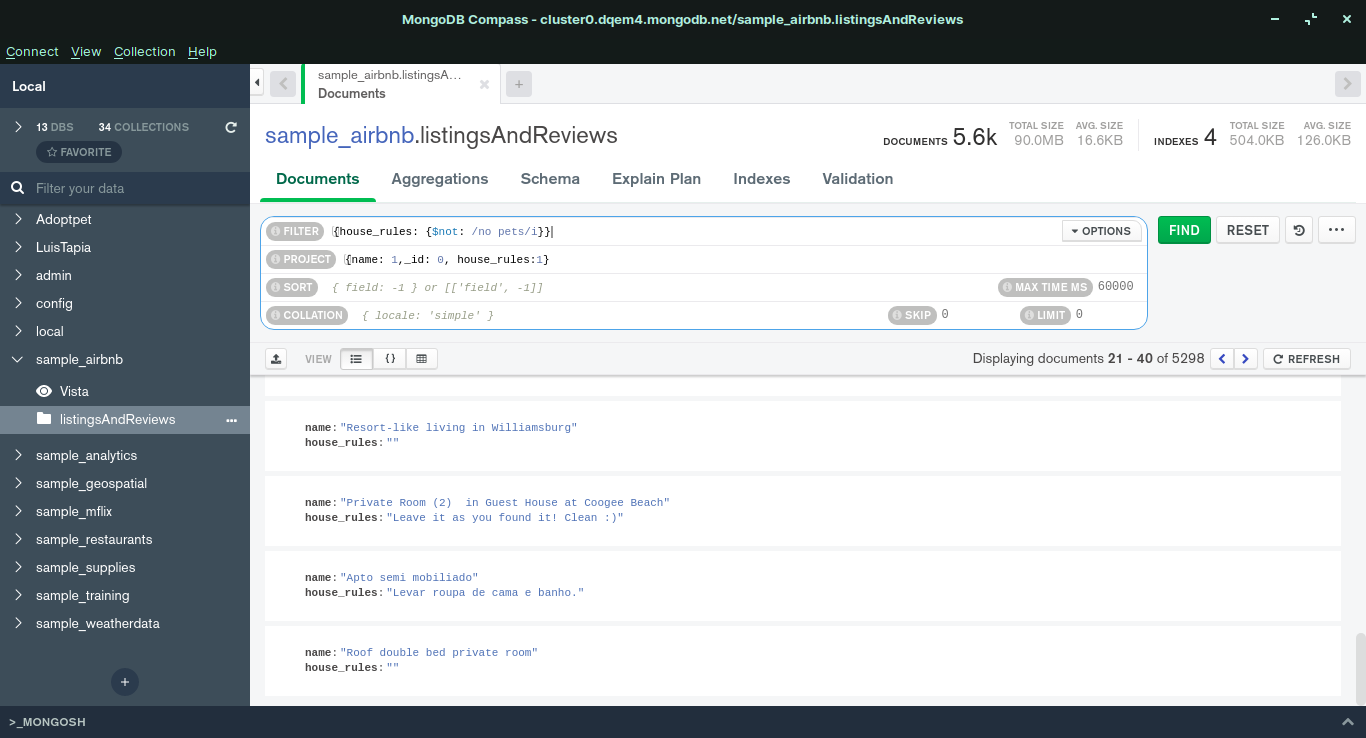 MongoDB Compass - cluster0.dqem4.mongodb.net/sample_airbnb.listingsAndReviews
Connect View Collection Help
Local
13 DBS 34 COLLECTIONS
FAVORITE
Filter your data
Adoptpet
LuisTapia
admin
config
local
sample_airbnb
Vista
listingsAndReviews
sample_analytics
sample_geospatial
sample_mflix
sample_restaurants
sample_supplies
sample_training
sample_weatherdata
sample_airbnb.listingsA...
Documents
sample_airbnb.listingsAndReviews
DOCUMENTS 5.6k TOTAL SIZE 90.0MB AVG. SIZE 16.6KB INDEXES 4 TOTAL SIZE 504.0KB AVG. SIZE 126.0KB
Documents Aggregations Schema Explain Plan Indexes Validation
FILTER {house_rules: {$not: /no pets/i}} OPTIONS FIND RESET
PROJECT {name: 1,_id: 0, house_rules:1}
SORT { field: -1 } or [['field', -1]] MAX TIME MS 60000
COLLATION { locale: 'simple' } SKIP 0 LIMIT 0
VIEW {} Displaying documents 21 - 40 of 5298 REFRESH
name: "Resort-like living in Williamsburg"
house_rules: ""
name: "Private Room (2)  in Guest House at Coogee Beach"
house_rules: "Leave it as you found it! Clean :)"
name: "Apto semi mobiliado"
house_rules: "Levar roupa de cama e banho."
name: "Roof double bed private room"
house_rules: ""
>_MONGOSH